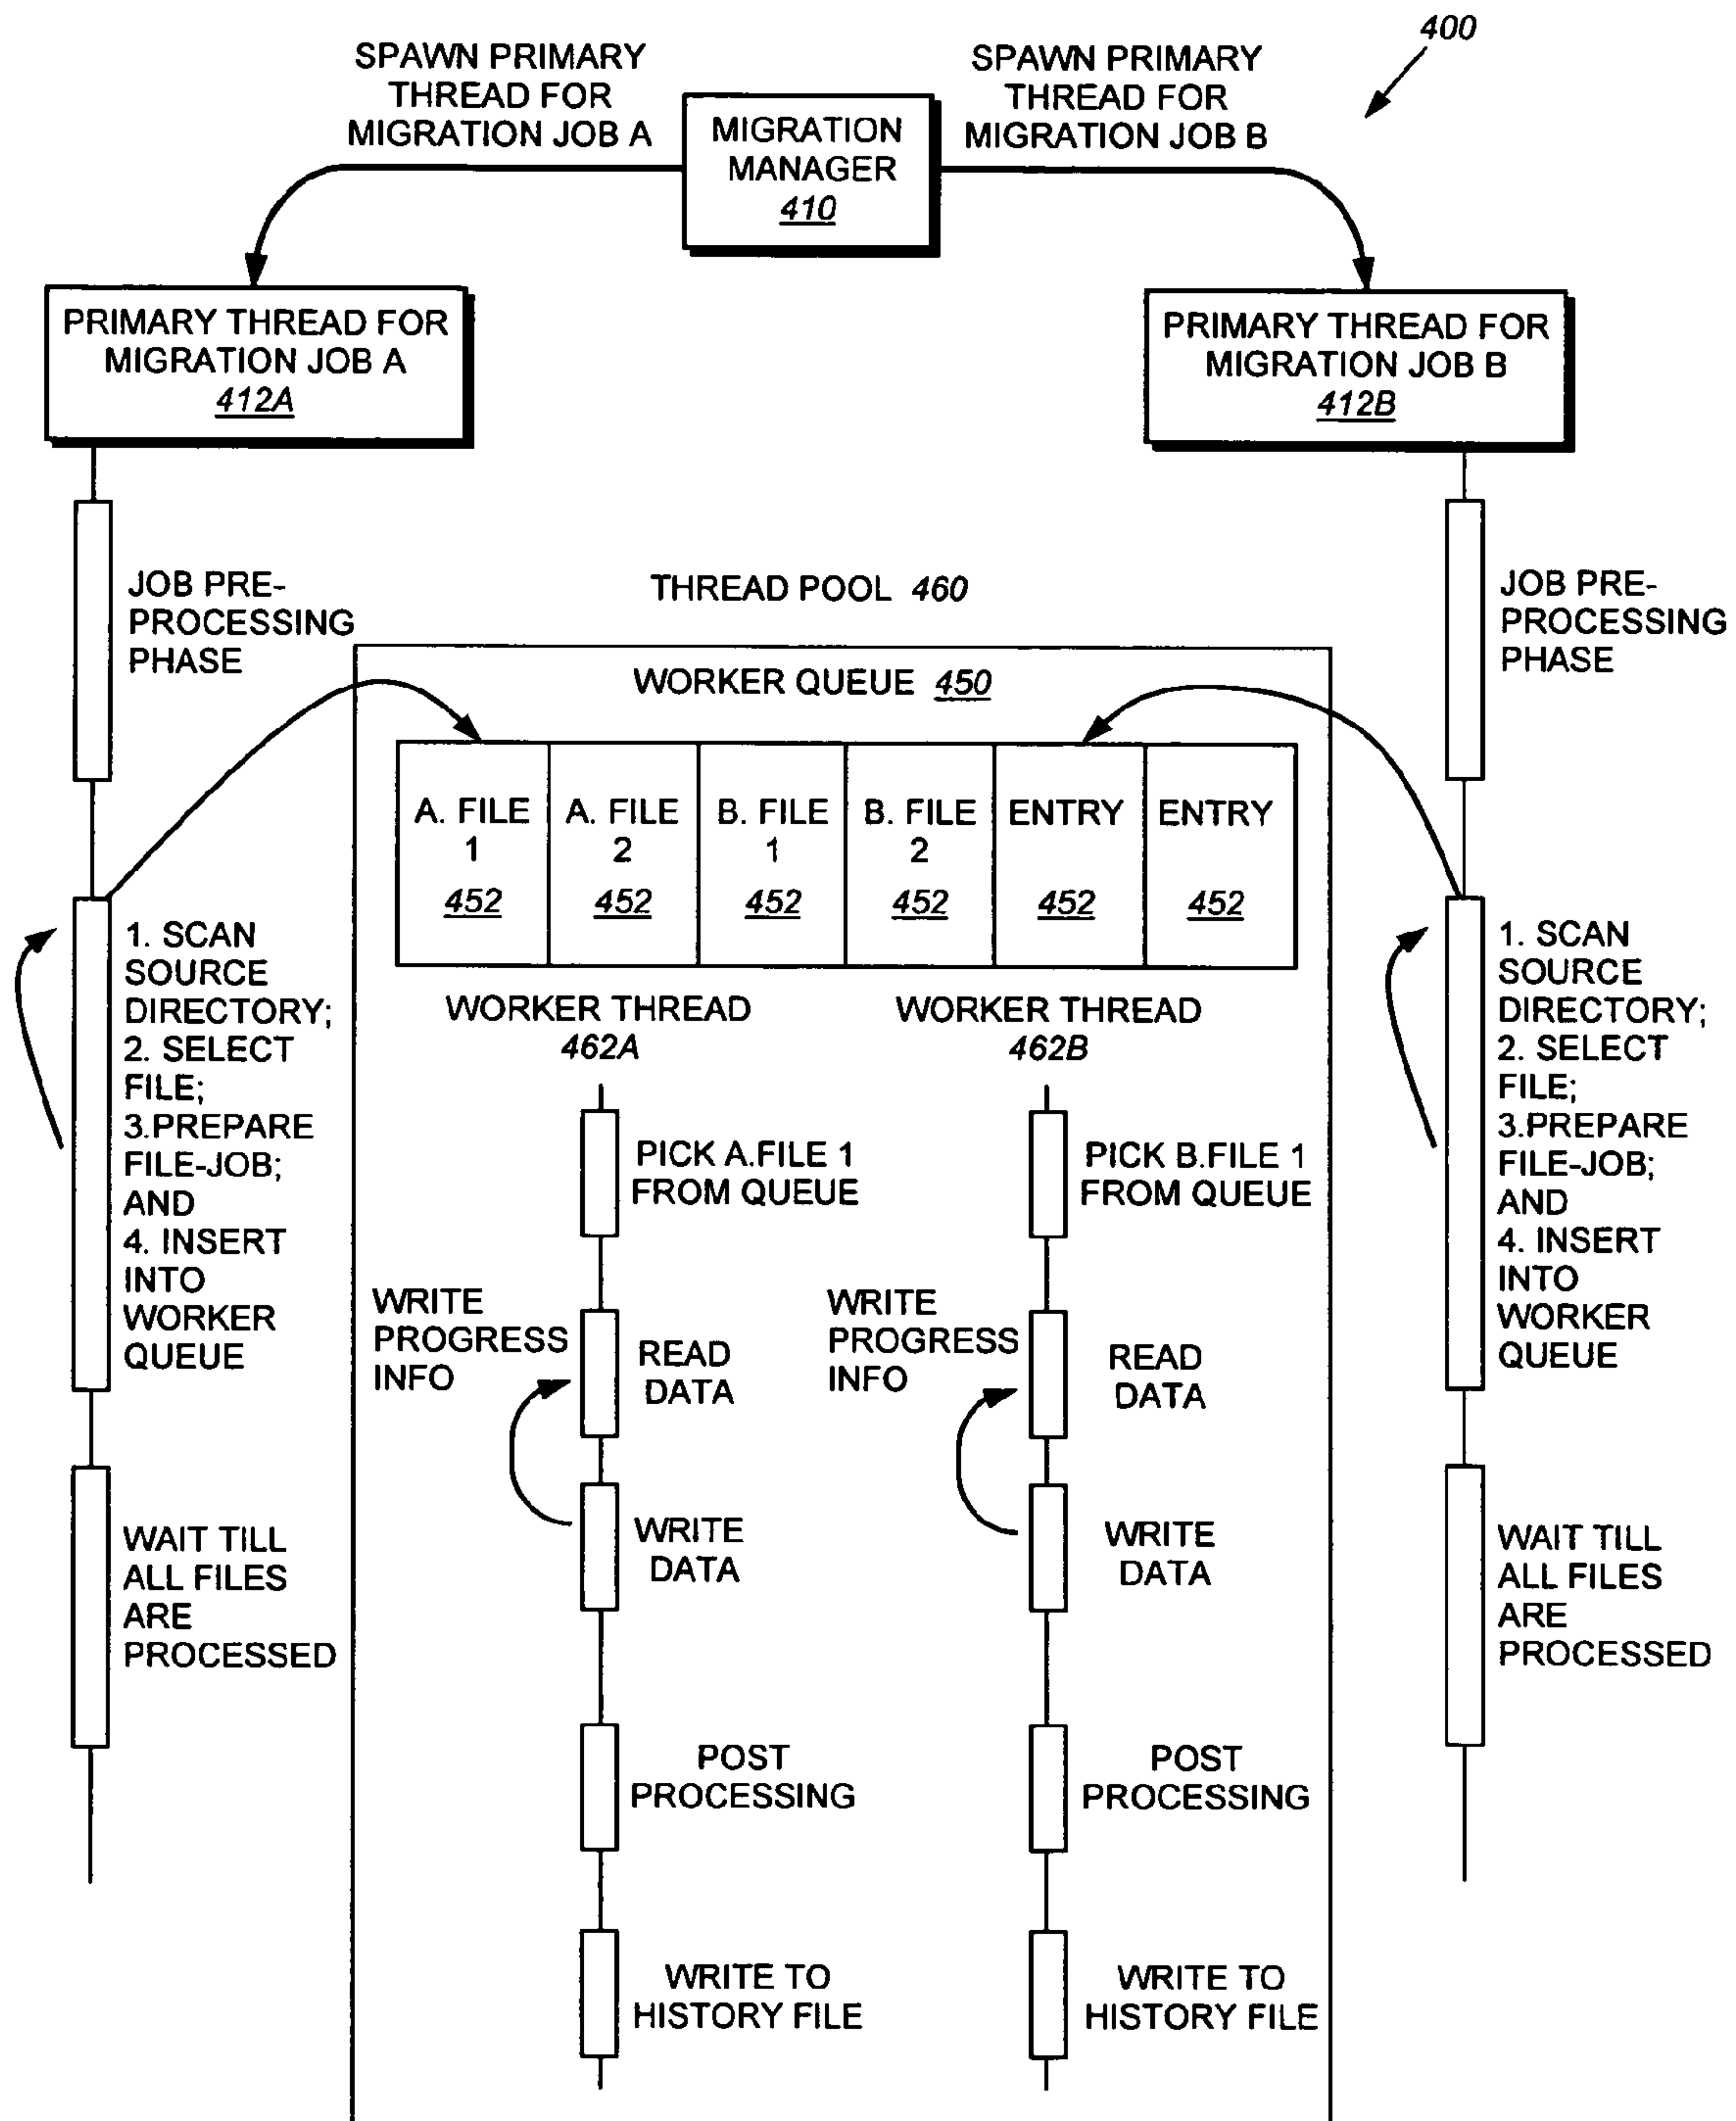 400
SPAWN PRIMARY
THREAD FOR
MIGRATION JOB A
SPAWN PRIMARY
THREAD FOR
MIGRATION JOB B
MIGRATION
MANAGER
410
PRIMARY THREAD FOR
MIGRATION JOB A
412A
PRIMARY THREAD FOR
MIGRATION JOB B
412B
JOB PRE-
PROCESSING
PHASE
THREAD POOL 460
JOB PRE-
PROCESSING
PHASE
WORKER QUEUE 450
A. FILE
1
452
A. FILE
2
452
B. FILE
1
452
B. FILE
2
452
ENTRY
452
ENTRY
452
1. SCAN
SOURCE
DIRECTORY;
2. SELECT
FILE;
3.PREPARE
FILE-JOB;
AND
4. INSERT
INTO
WORKER
QUEUE
WAIT TILL
ALL FILES
ARE
PROCESSED
WORKER THREAD
462A
PICK A.FILE 1
FROM QUEUE
WRITE
PROGRESS
INFO
READ
DATA
WRITE
DATA
POST
PROCESSING
WRITE TO
HISTORY FILE
WORKER THREAD
462B
PICK B.FILE 1
FROM QUEUE
WRITE
PROGRESS
INFO
READ
DATA
WRITE
DATA
POST
PROCESSING
WRITE TO
HISTORY FILE
1. SCAN
SOURCE
DIRECTORY;
2. SELECT
FILE;
3.PREPARE
FILE-JOB;
AND
4. INSERT
INTO
WORKER
QUEUE
WAIT TILL
ALL FILES
ARE
PROCESSED